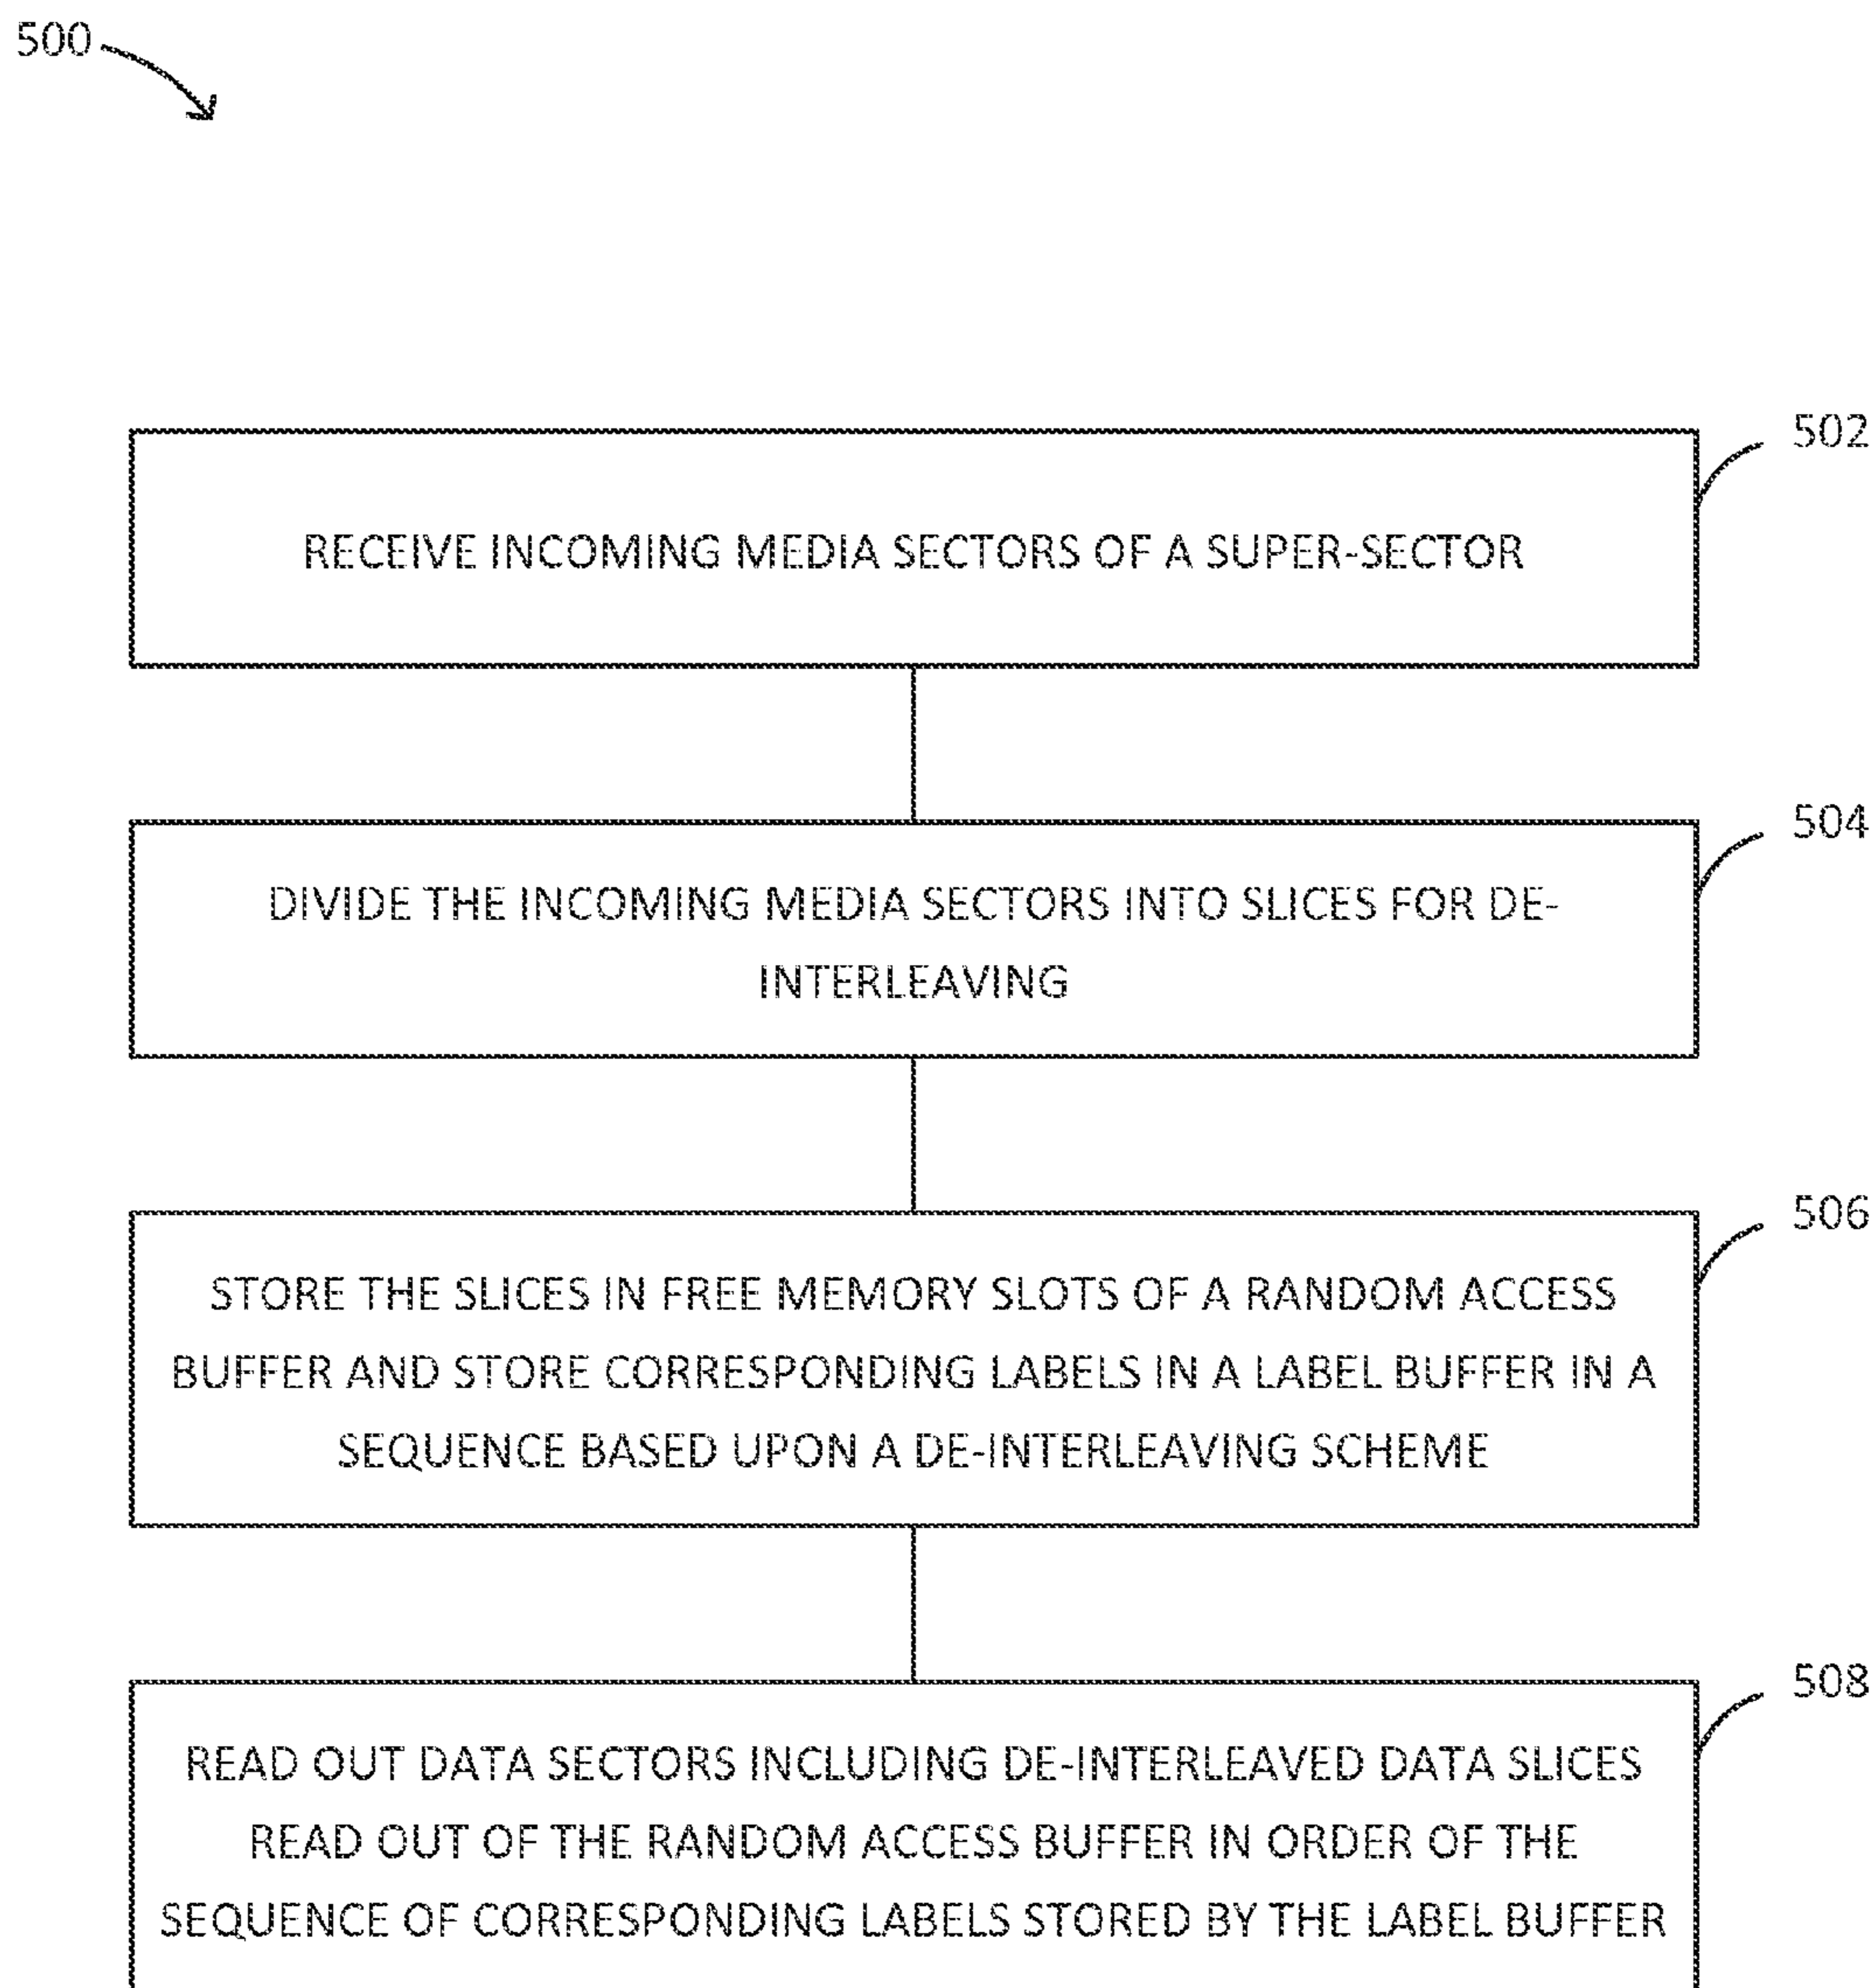 500
502
RECEIVE INCOMING MEDIA SECTORS OF A SUPER-SECTOR
504
DIVIDE THE INCOMING MEDIA SECTORS INTO SLICES FOR DE-
INTERLEAVING
506
STORE THE SLICES IN FREE MEMORY SLOTS OF A RANDOM ACCESS
BUFFER AND STORE CORRESPONDING LABELS IN A LABEL BUFFER IN A
SEQUENCE BASED UPON A DE-INTERLEAVING SCHEME
508
READ OUT DATA SECTORS INCLUDING DE-INTERLEAVED DATA SLICES
READ OUT OF THE RANDOM ACCESS BUFFER IN ORDER OF THE
SEQUENCE OF CORRESPONDING LABELS STORED BY THE LABEL BUFFER